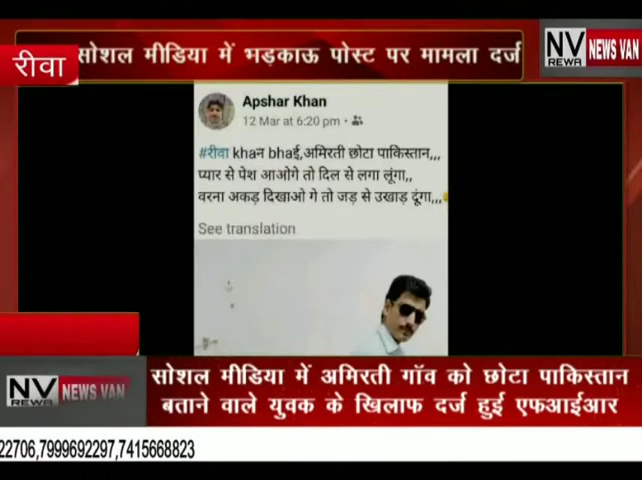 रीवा
सोशल मीडिया में भड़काऊ पोस्ट पर मामला दर्ज
NV NEWS VAN
REWA
Apshar Khan
12 Mar at 6:20 pm
#रीवा khaन bhaई,अमिरती छोटा पाकिस्तान,,,
प्यार से पेश आओगे तो दिल से लगा लूंगा,,
वरना अकड़ दिखाओ गे तो जड़ से उखाड़ दूंगा,,,
See translation
NV NEWS VAN
REWA
सोशल मीडिया में अमिरती गॉव को छोटा पाकिस्तान
बताने वाले युवक के खिलाफ दर्ज हुई एफआईआर
22706,7999692297,7415668823